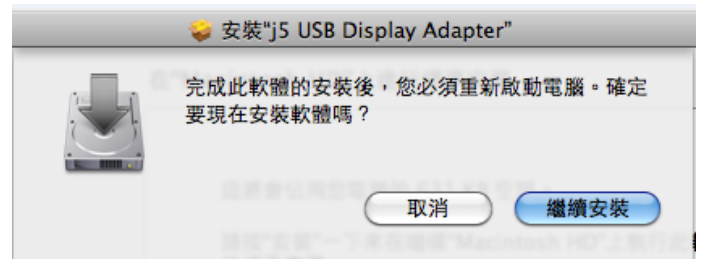 安裝“j5 USB Display Adapter”
完成此軟體的安裝後，您必須重新啟動電腦。確定
要現在安裝軟體嗎？
取消
繼續安裝